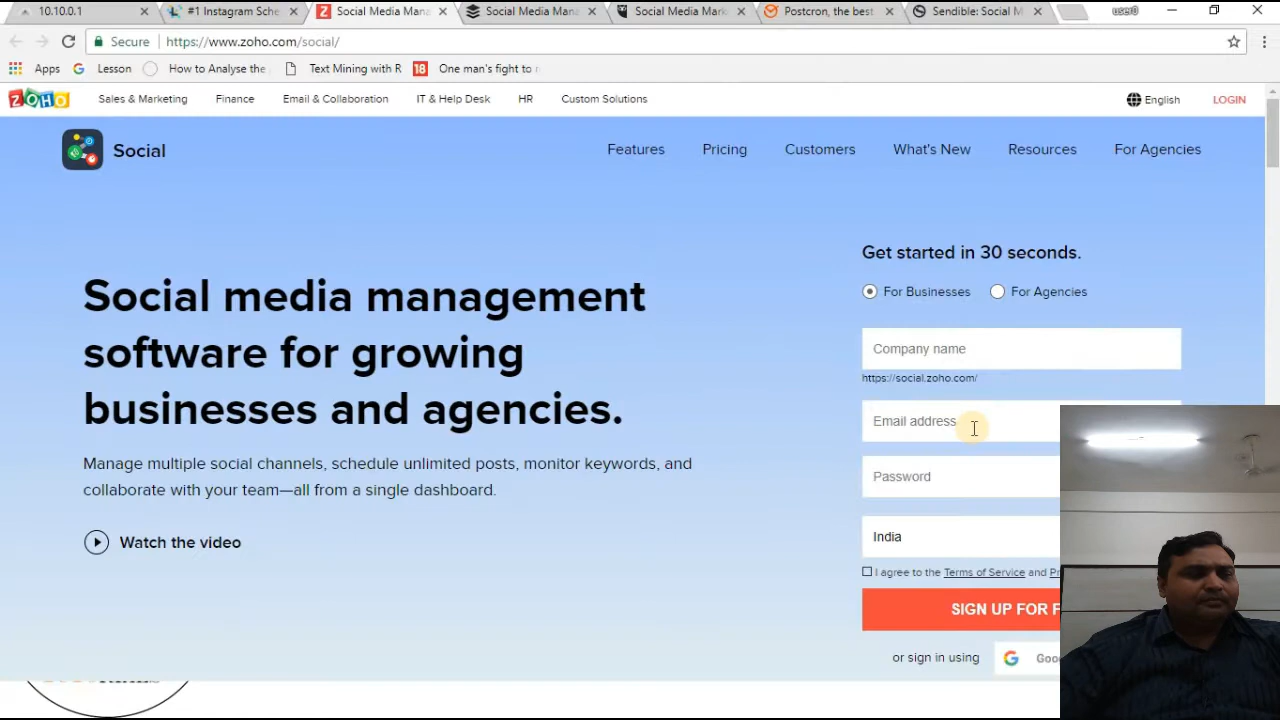 10.10.0.1
#1 Instagram Sche
Social Media Mana
Social Media Mana
Social Media Mark
Postcron, the best
Sendible: Social M
user0
Secure
https://www.zoho.com/social/
Apps
Lesson
How to Analyse the
Text Mining with R
18
One man's fight to
ZOHO
Sales & Marketing
Finance
Email & Collaboration
IT & Help Desk
HR
Custom Solutions
English
LOGIN
Social
Features
Pricing
Customers
What's New
Resources
For Agencies
Social media management
software for growing
businesses and agencies.
Manage multiple social channels, schedule unlimited posts, monitor keywords, and
collaborate with your team—all from a single dashboard.
Watch the video
Get started in 30 seconds.
For Businesses
For Agencies
Company name
https://social.zoho.com/
Email address
Password
India
I agree to the Terms of Service and Pr
SIGN UP FOR F
or sign in using
Goo